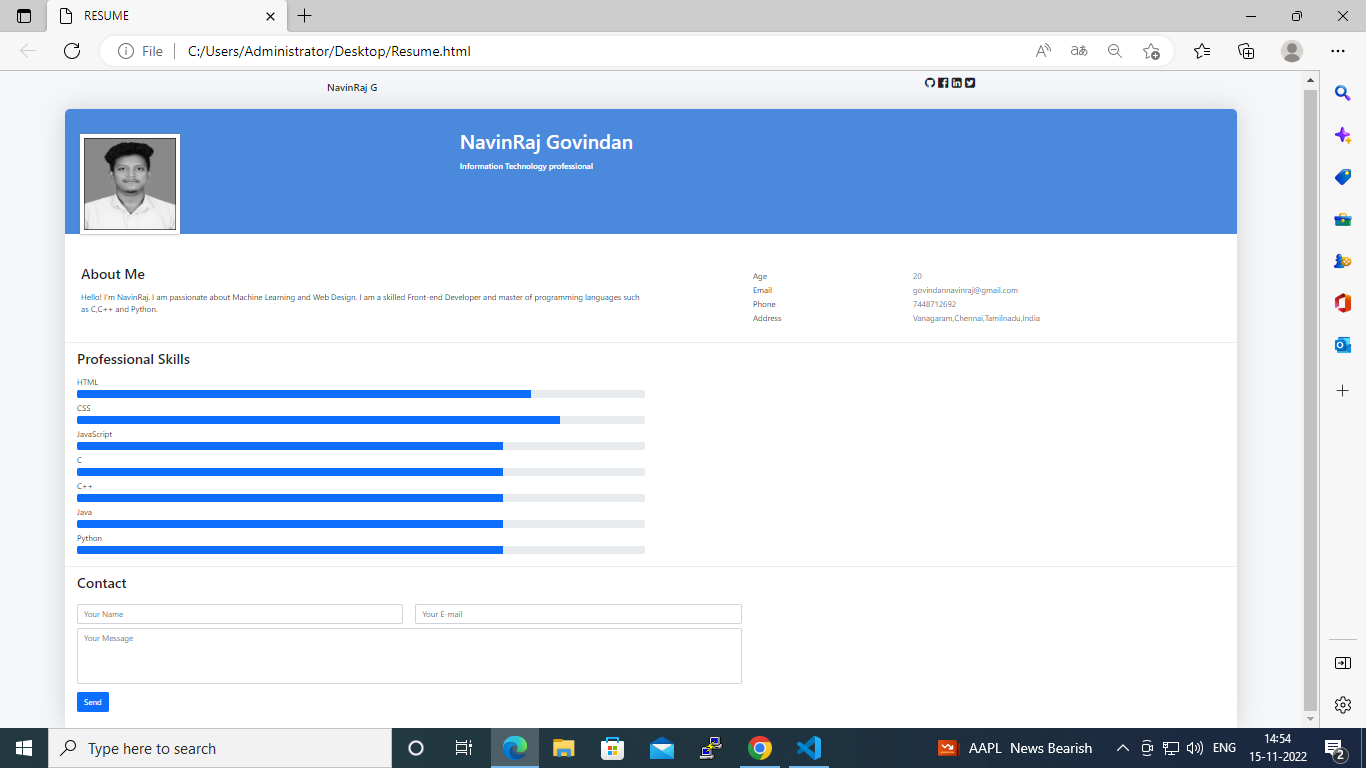 RESUME
File
C:/Users/Administrator/Desktop/Resume.html
NavinRaj G
NavinRaj Govindan
Information Technology professional
About Me
Hello! I'm NavinRaj. I am passionate about Machine Learning and Web Design. I am a skilled Front-end Developer and master of programming languages such
as C,C++ and Python.
Age 20
Email govindannavinraj@gmail.com
Phone 7448712692
Address Vanagaram,Chennai,Tamilnadu,India
Professional Skills
HTML
CSS
JavaScript
C
C++
Java
Python
Contact
Your Name
Your E-mail
Your Message
Send
Type here to search
AAPL News Bearish
ENG
14:54
15-11-2022
2